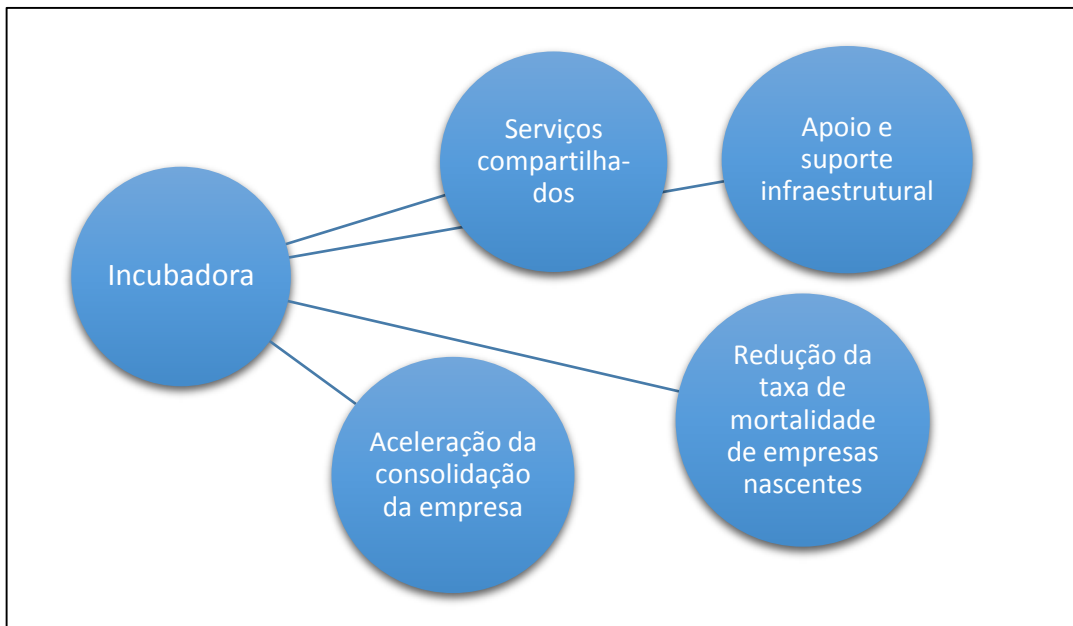 Incubadora
Serviços
compartilha-
dos
Apoio e
suporte
infraestrutural
Aceleração da
consolidação
da empresa
Redução da
taxa de
mortalidade
de empresas
nascentes